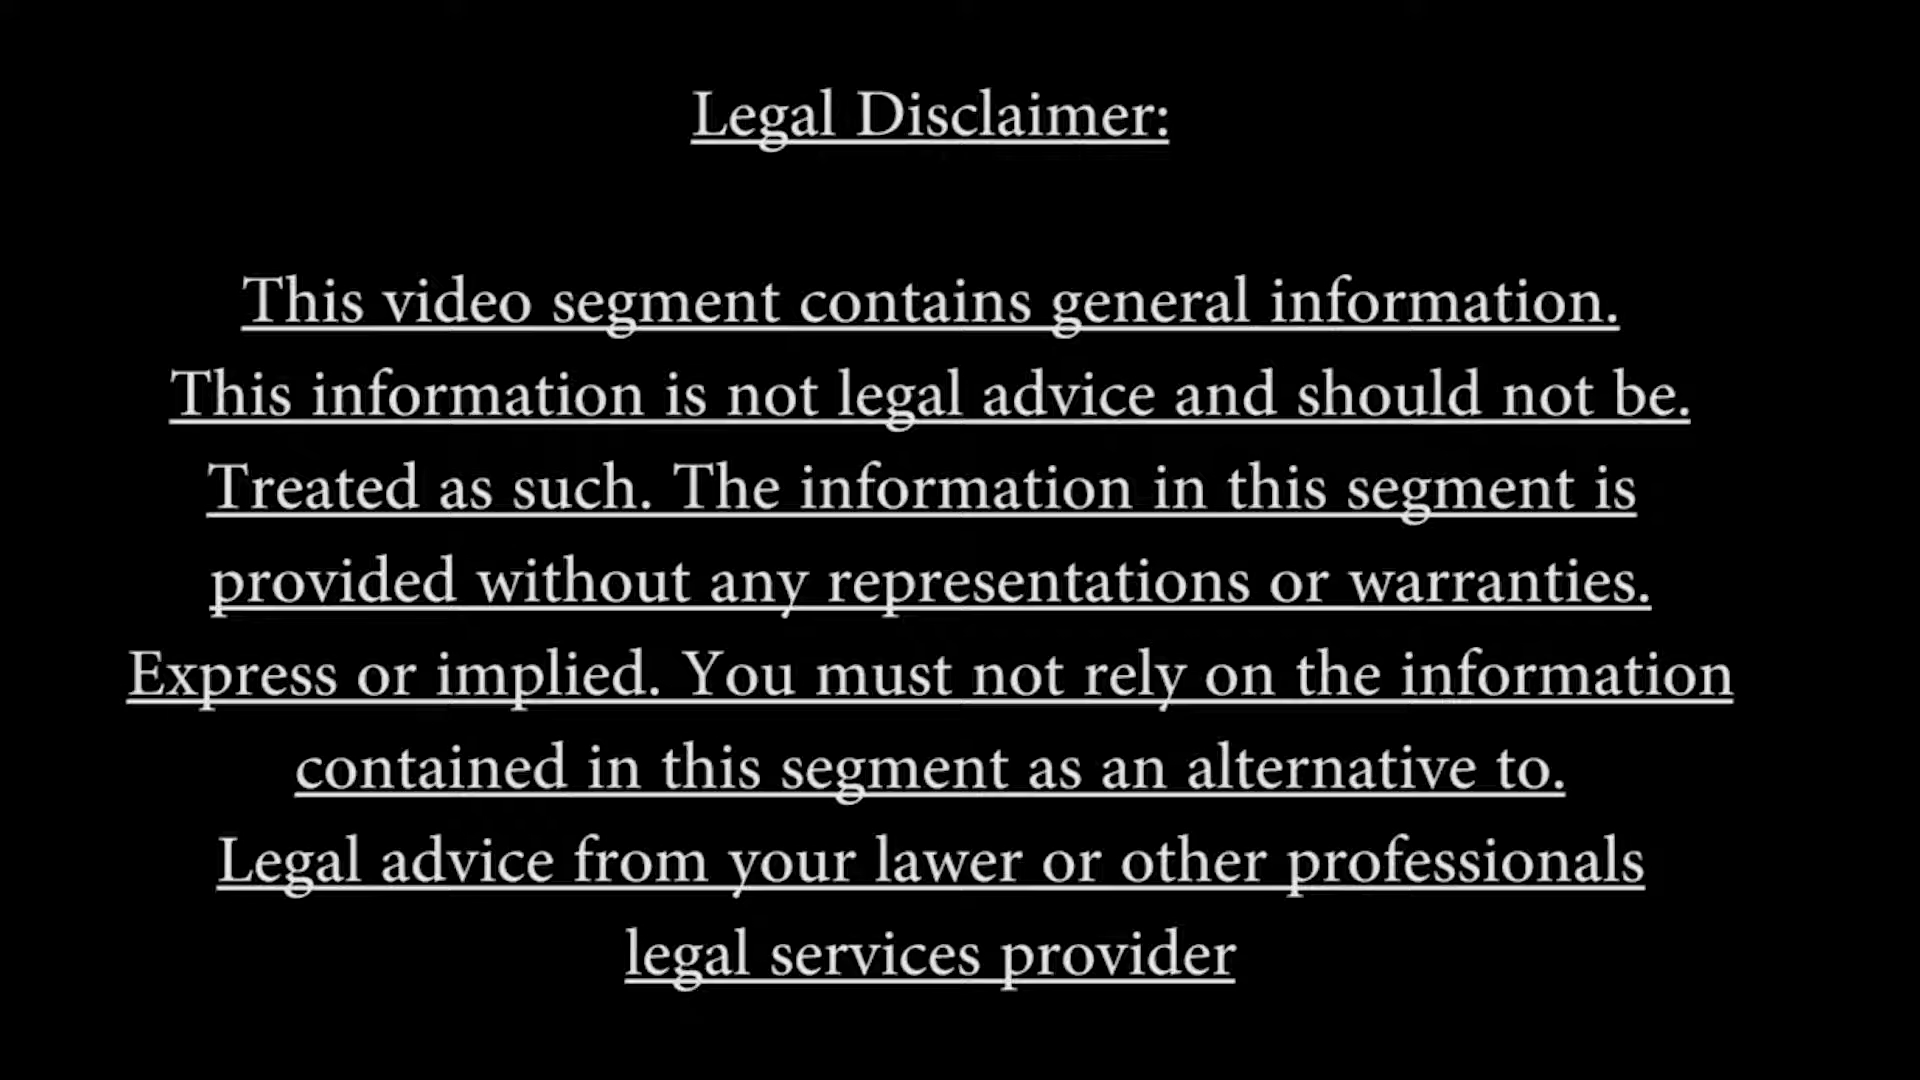 Legal Disclaimer:
This video segment contains general information.
This information is not legal advice and should not be.
Treated as such. The information in this segment is
provided without any representations or warranties.
Express or implied. You must not rely on the information
contained in this segment as an alternative to.
Legal advice from your lawer or other professionals
legal services provider